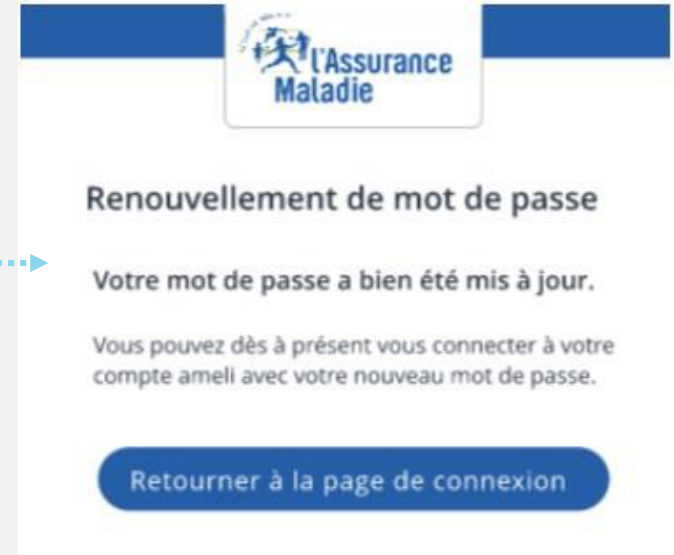 l'Assurance
Maladie
Renouvellement de mot de passe
Votre mot de passe a bien été mis à jour.
Vous pouvez dès à présent vous connecter à votre
compte ameli avec votre nouveau mot de passe.
Retourner à la page de connexion